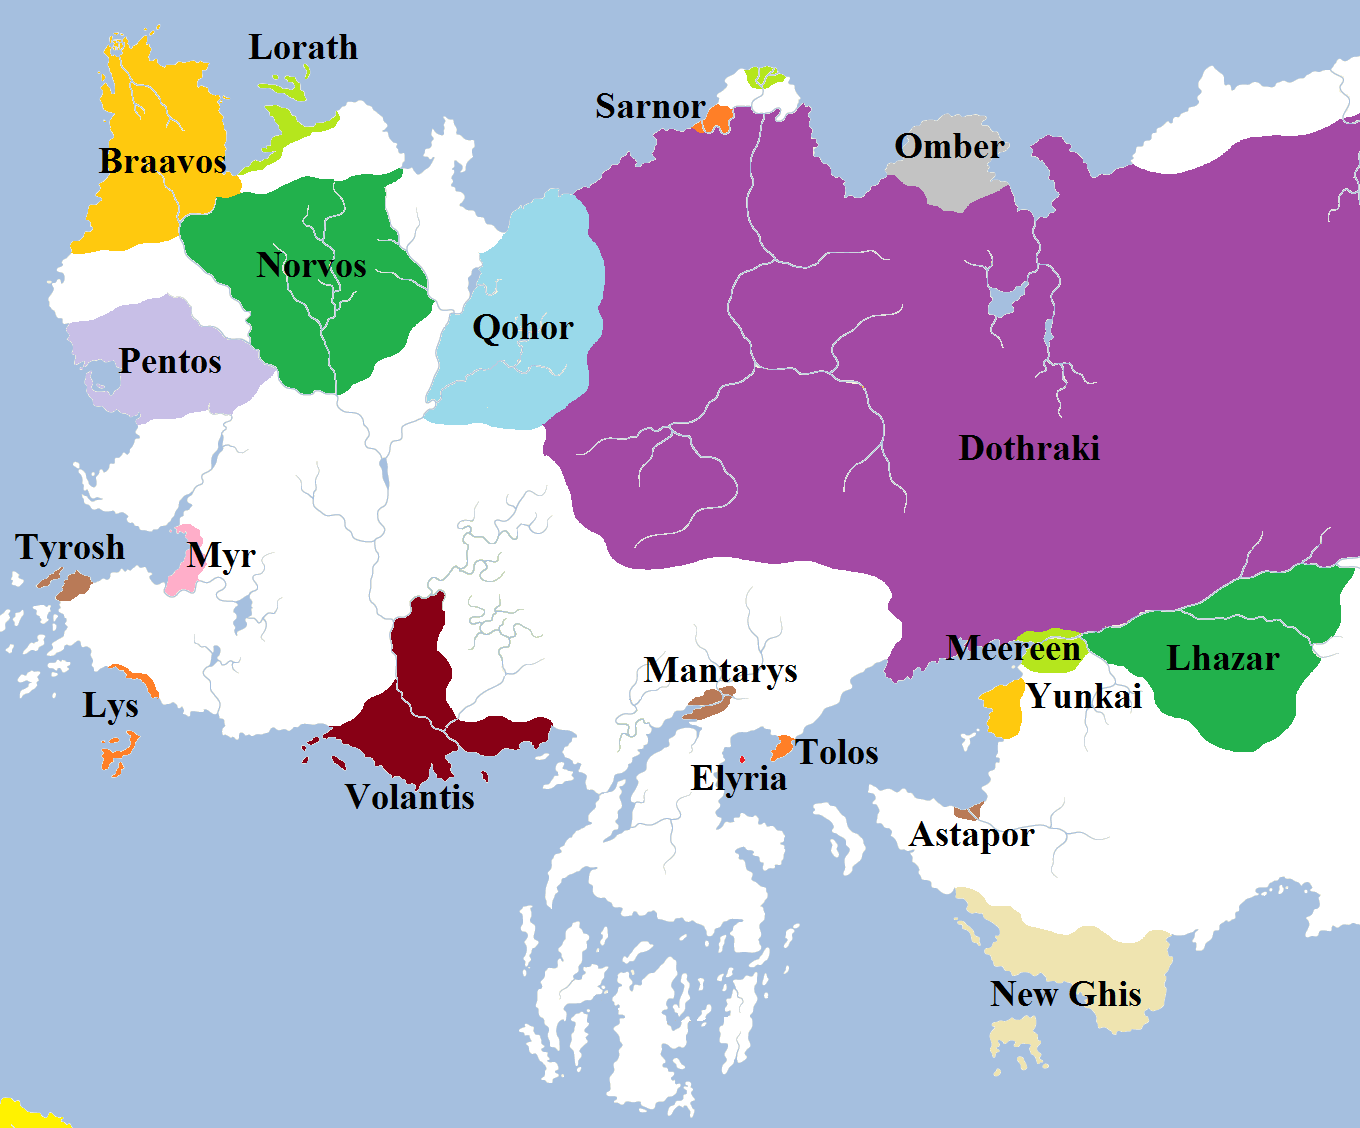 Lorath
Sarnor
Omber
Braavos
Norvos
Qohor
Pentos
Dothraki
Tyrosh
Myr
Meereen
Lhazar
Mantarys
Yunkai
Lys
Tolos
Elyria
Volantis
Astapor
New Ghis